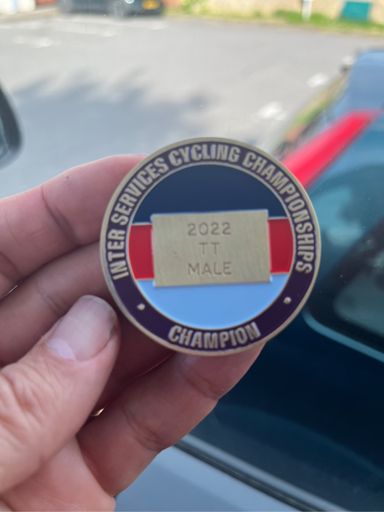 INTER SERVICES CYCLING CHAMPIONSHIPS
2022
TT
MALE
CHAMPION